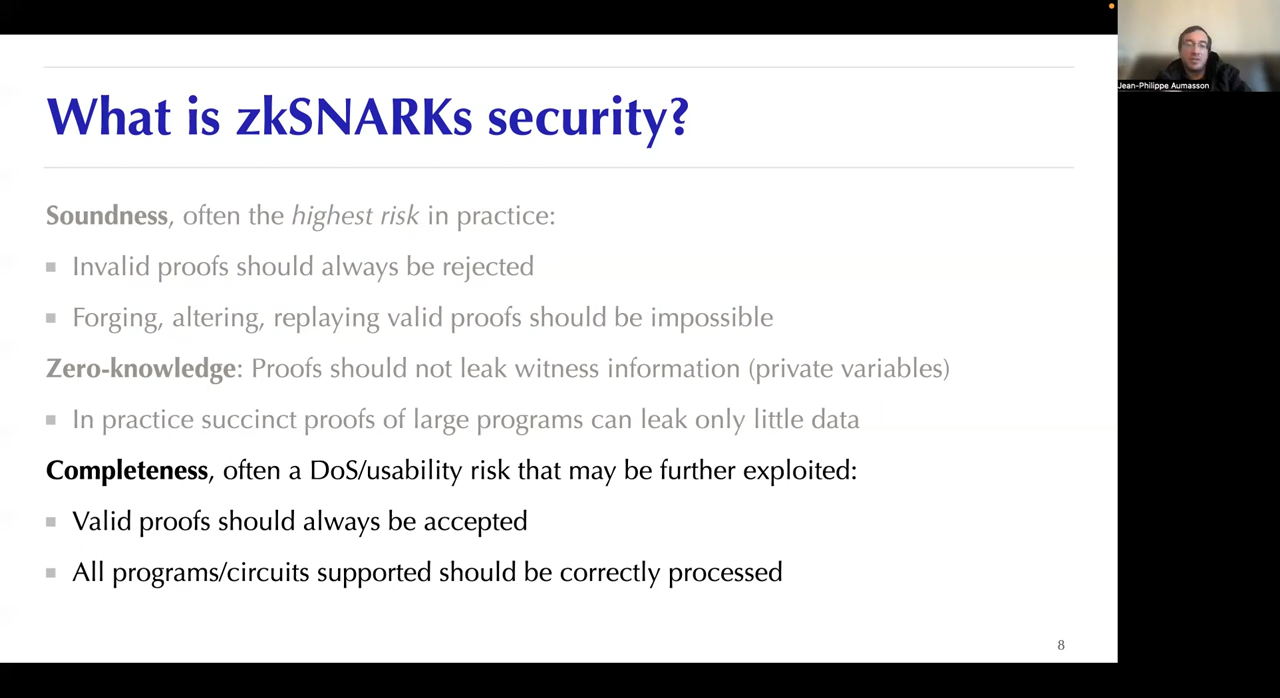 Jean-Philippe Aumasson
What is zkSNARKs security?
Soundness, often the highest risk in practice:
Invalid proofs should always be rejected
Forging, altering, replaying valid proofs should be impossible
Zero-knowledge: Proofs should not leak witness information (private variables)
In practice succinct proofs of large programs can leak only little data
Completeness, often a DoS/usability risk that may be further exploited:
Valid proofs should always be accepted
All programs/circuits supported should be correctly processed
8